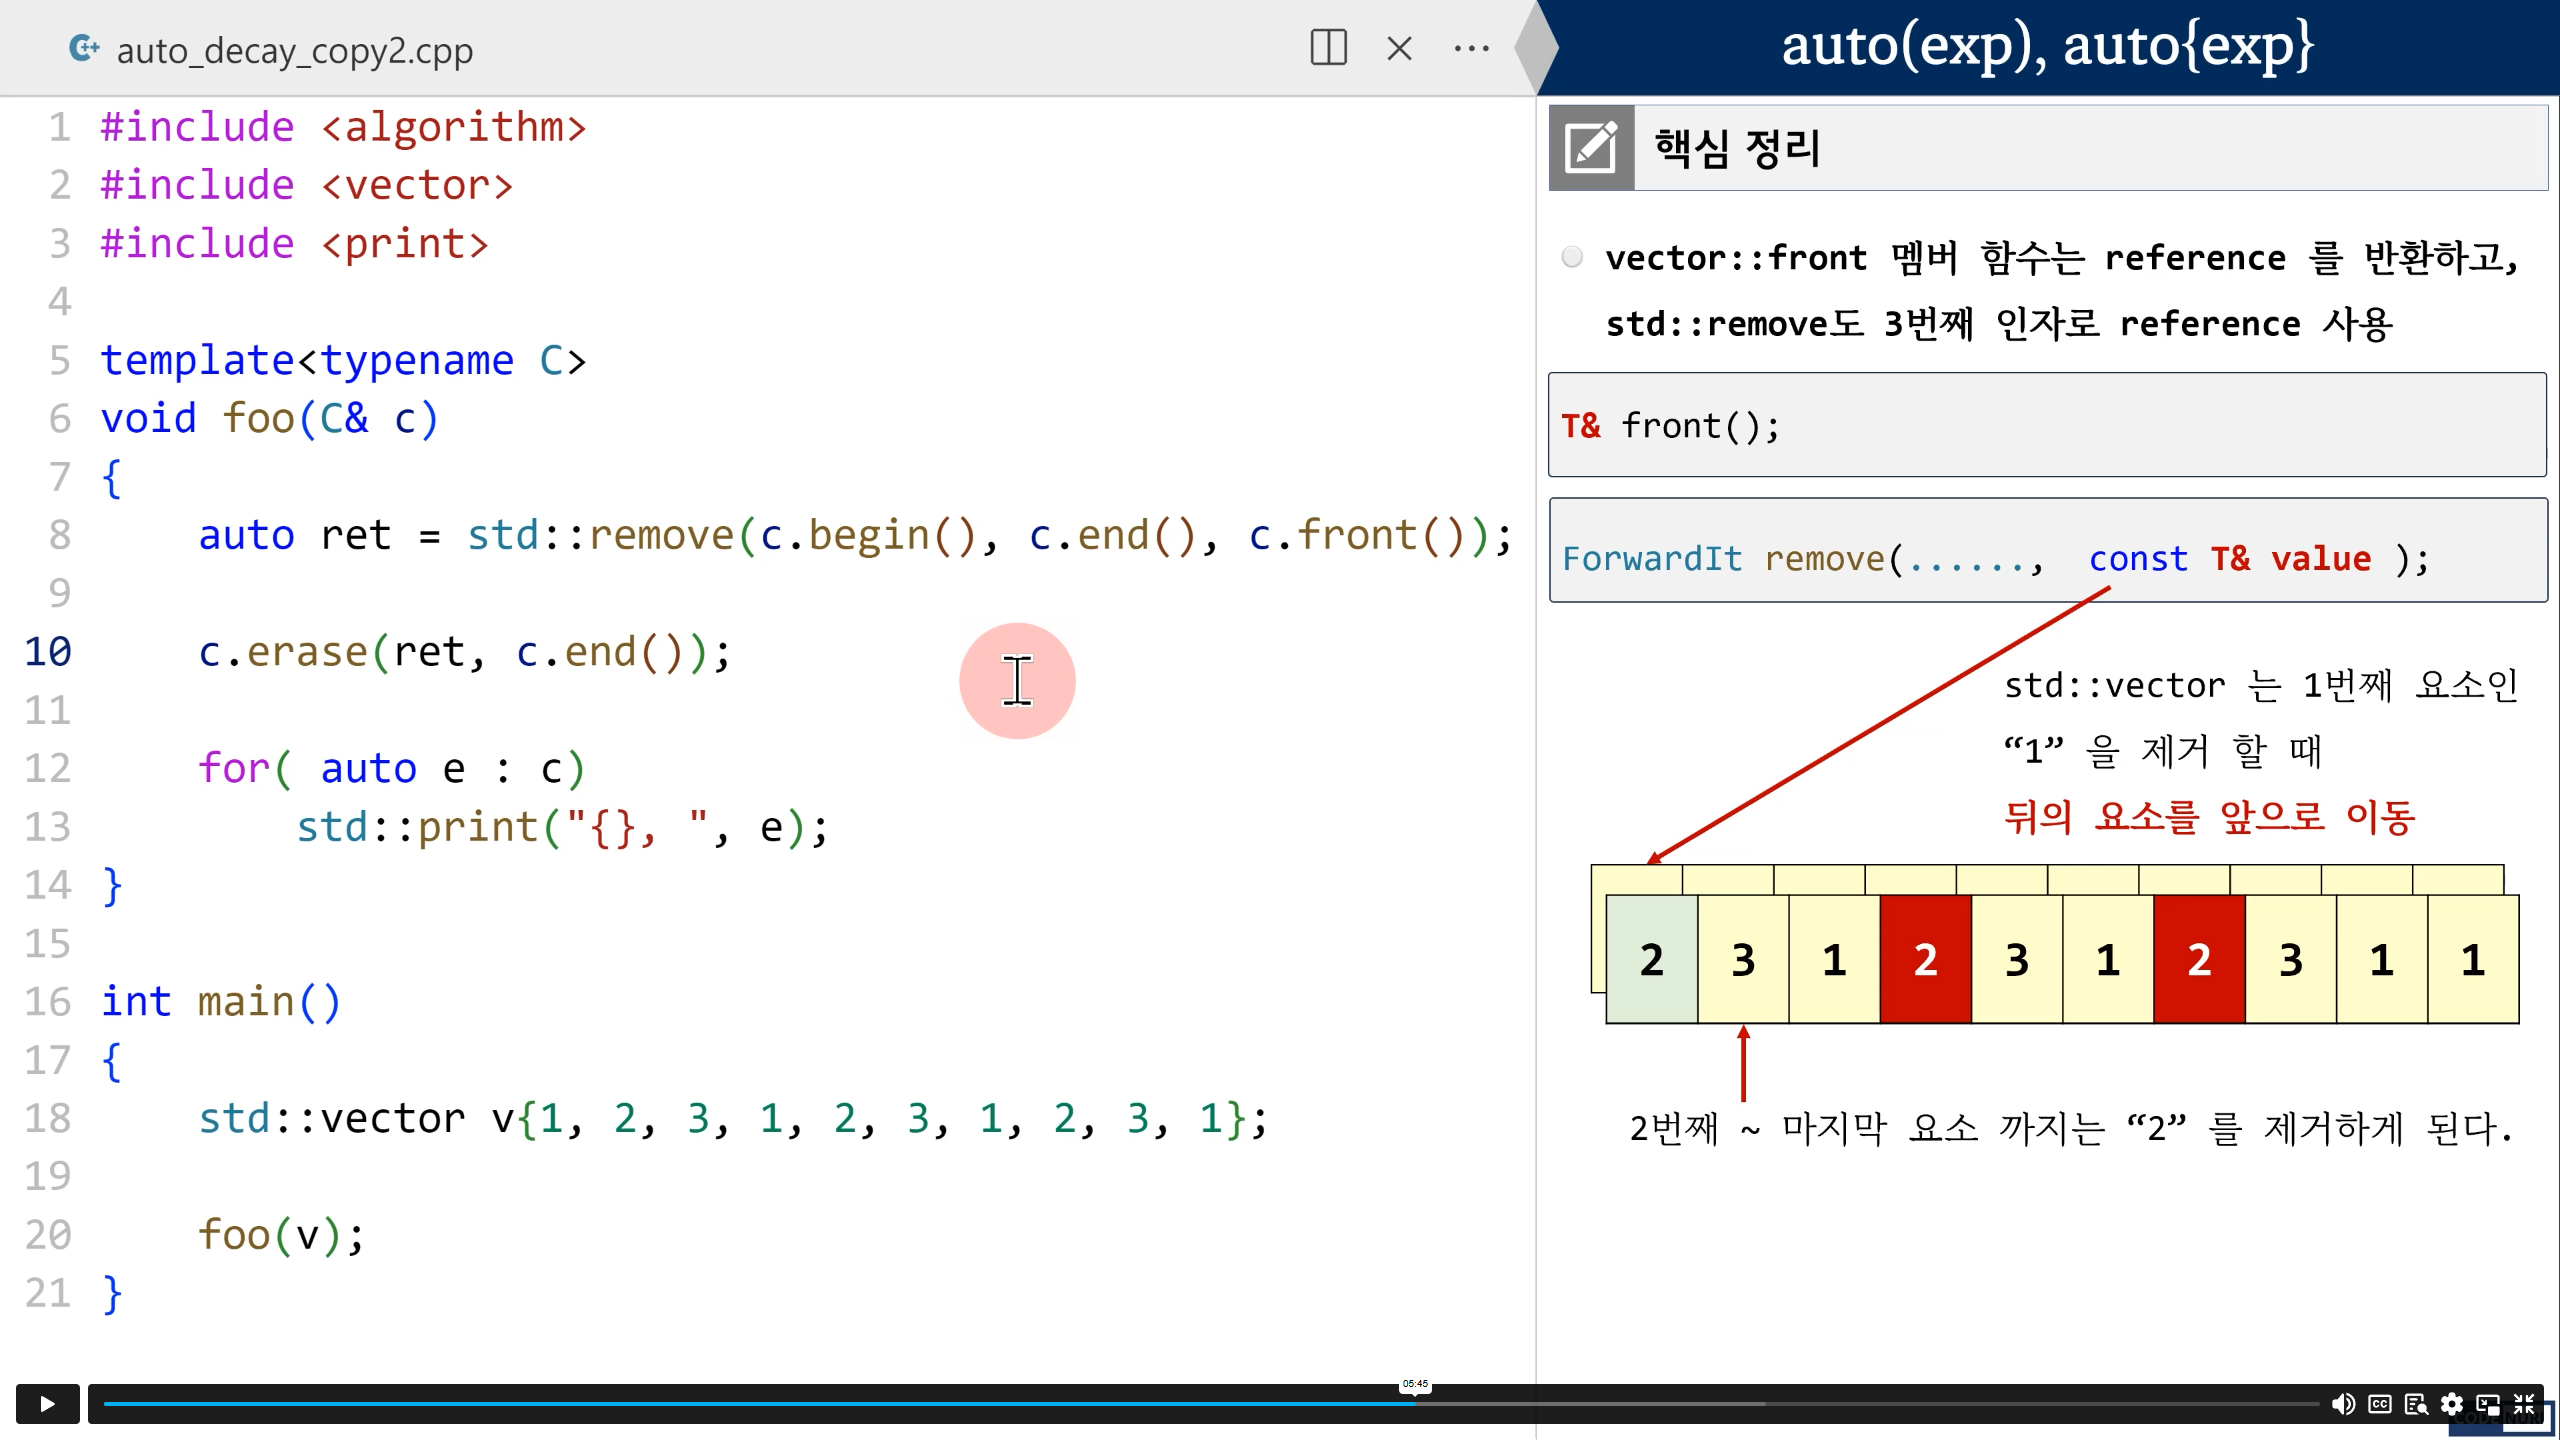 auto_decay_copy2.cpp
auto(exp), auto{exp}
1 #include <algorithm>
2 #include <vector>
3 #include <print>
4
5 template<typename C>
6 void foo(C& c)
7 {
8     auto ret = std::remove(c.begin(), c.end(), c.front());
9
10     c.erase(ret, c.end());
11
12     for( auto e : c)
13         std::print("{}, ", e);
14 }
15
16 int main()
17 {
18     std::vector v{1, 2, 3, 1, 2, 3, 1, 2, 3, 1};
19
20     foo(v);
21 }
핵심 정리
vector::front 멤버 함수는 reference 를 반환하고,
std::remove도 3번째 인자로 reference 사용
T& front();
ForwardIt remove(......, const T& value );
std::vector 는 1번째 요소인
“1” 을 제거 할 때
뒤의 요소를 앞으로 이동
2 3 1 2 3 1 2 3 1 1
2번째 ~ 마지막 요소 까지는 “2” 를 제거하게 된다.
05:45
CC